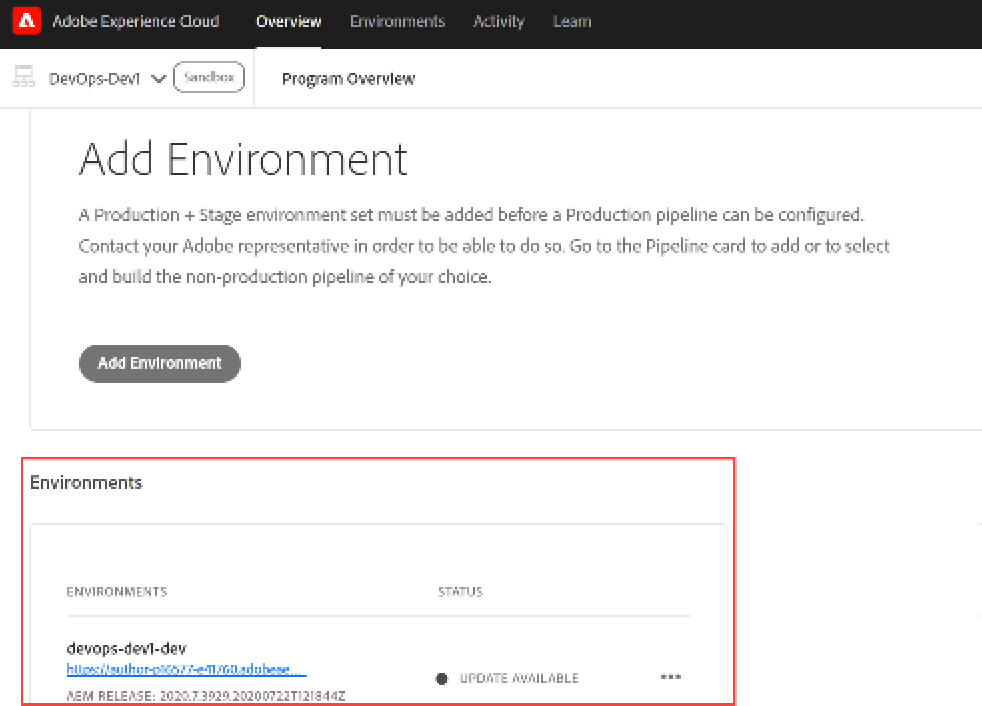 Adobe Experience Cloud Overview Environments Activity Learn
DevOps-Dev1 Sandbox Program Overview
Add Environment
A Production + Stage environment set must be added before a Production pipeline can be configured.
Contact your Adobe representative in order to be able to do so. Go to the Pipeline card to add or to select
and build the non-production pipeline of your choice.
Add Environment
Environments
ENVIRONMENTS STATUS
devops-dev1-dev
https://author-p16577-e41760.adobeae...
UPDATE AVAILABLE
AEM RELEASE: 2020.7.3929.20200722T121844Z